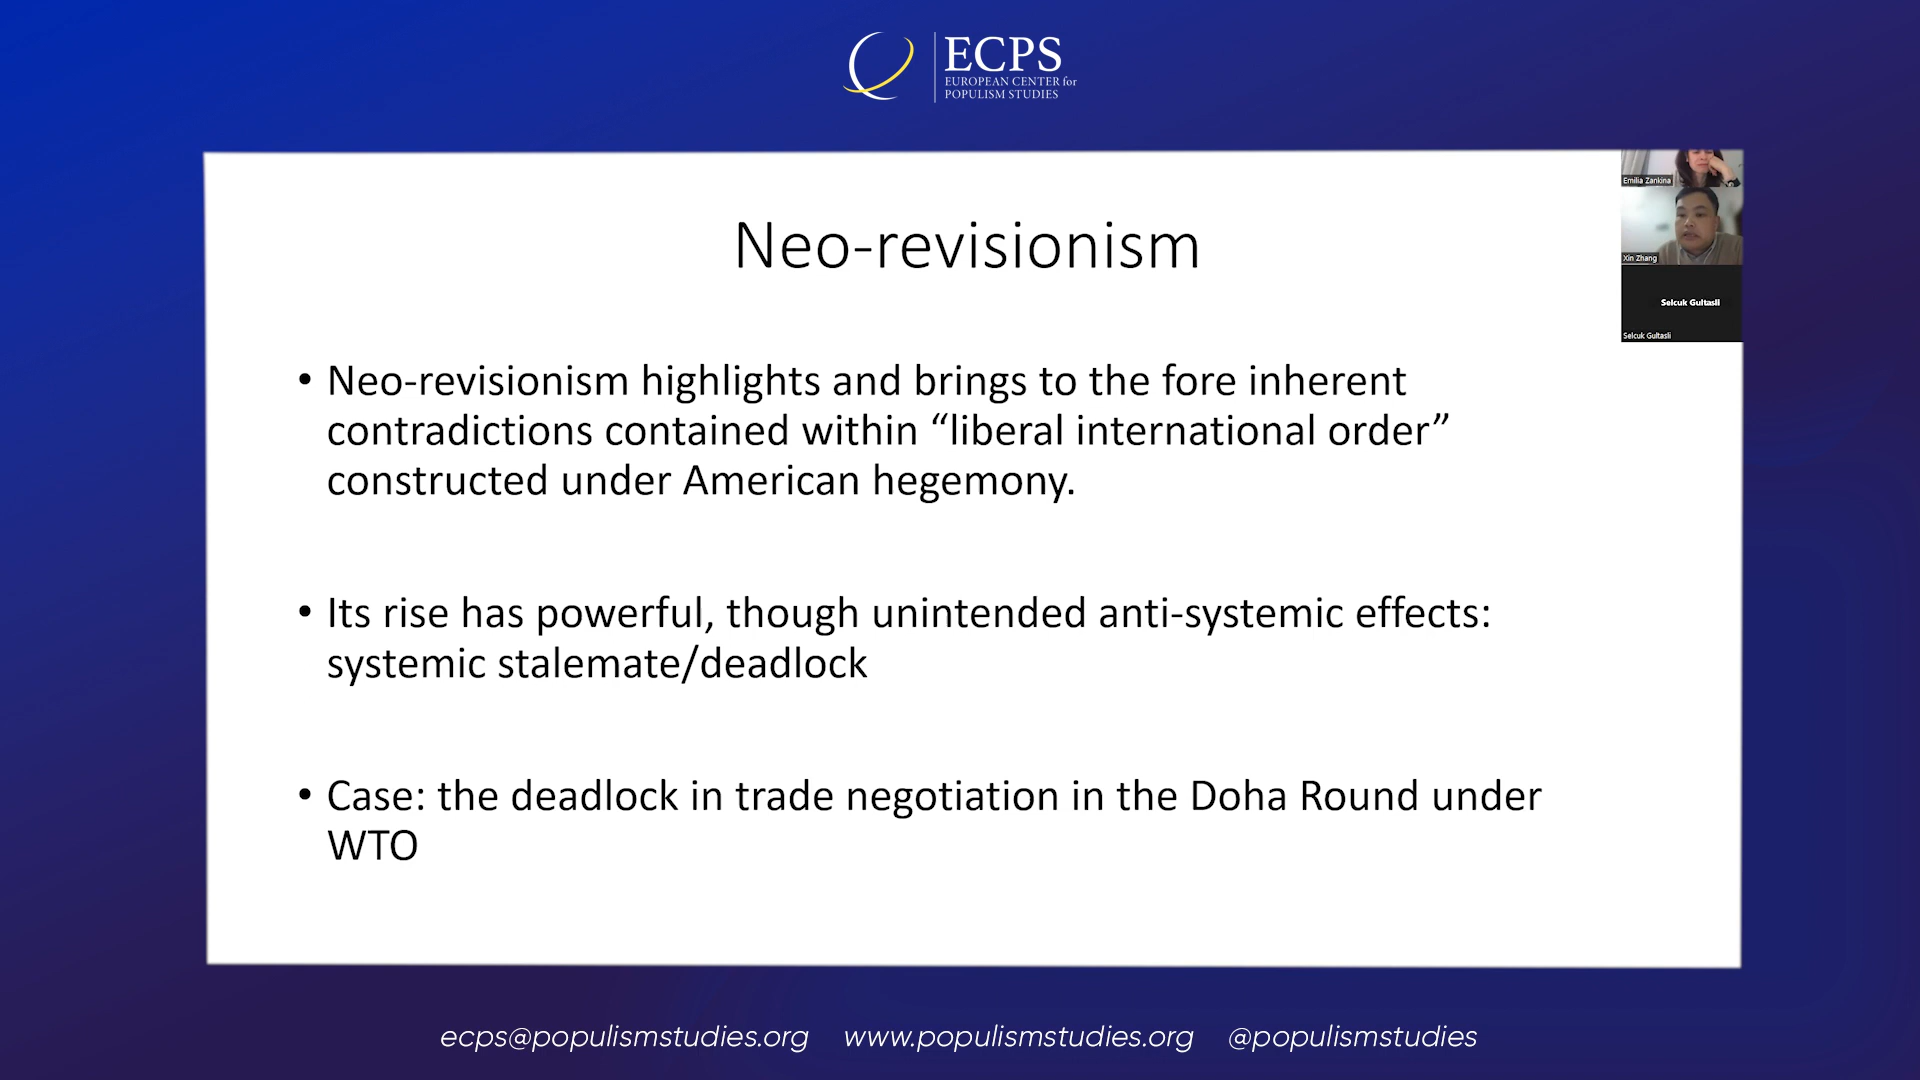 ECPS
EUROPEAN CENTER for
POPULISM STUDIES
Neo-revisionism
• Neo-revisionism highlights and brings to the fore inherent
contradictions contained within “liberal international order”
constructed under American hegemony.
• Its rise has powerful, though unintended anti-systemic effects:
systemic stalemate/deadlock
• Case: the deadlock in trade negotiation in the Doha Round under
WTO
Emilia Zankina
Xin Zhang
Selcuk Gultasli
Selcuk Gultasli
ecps@populismstudies.org www.populismstudies.org @populismstudies